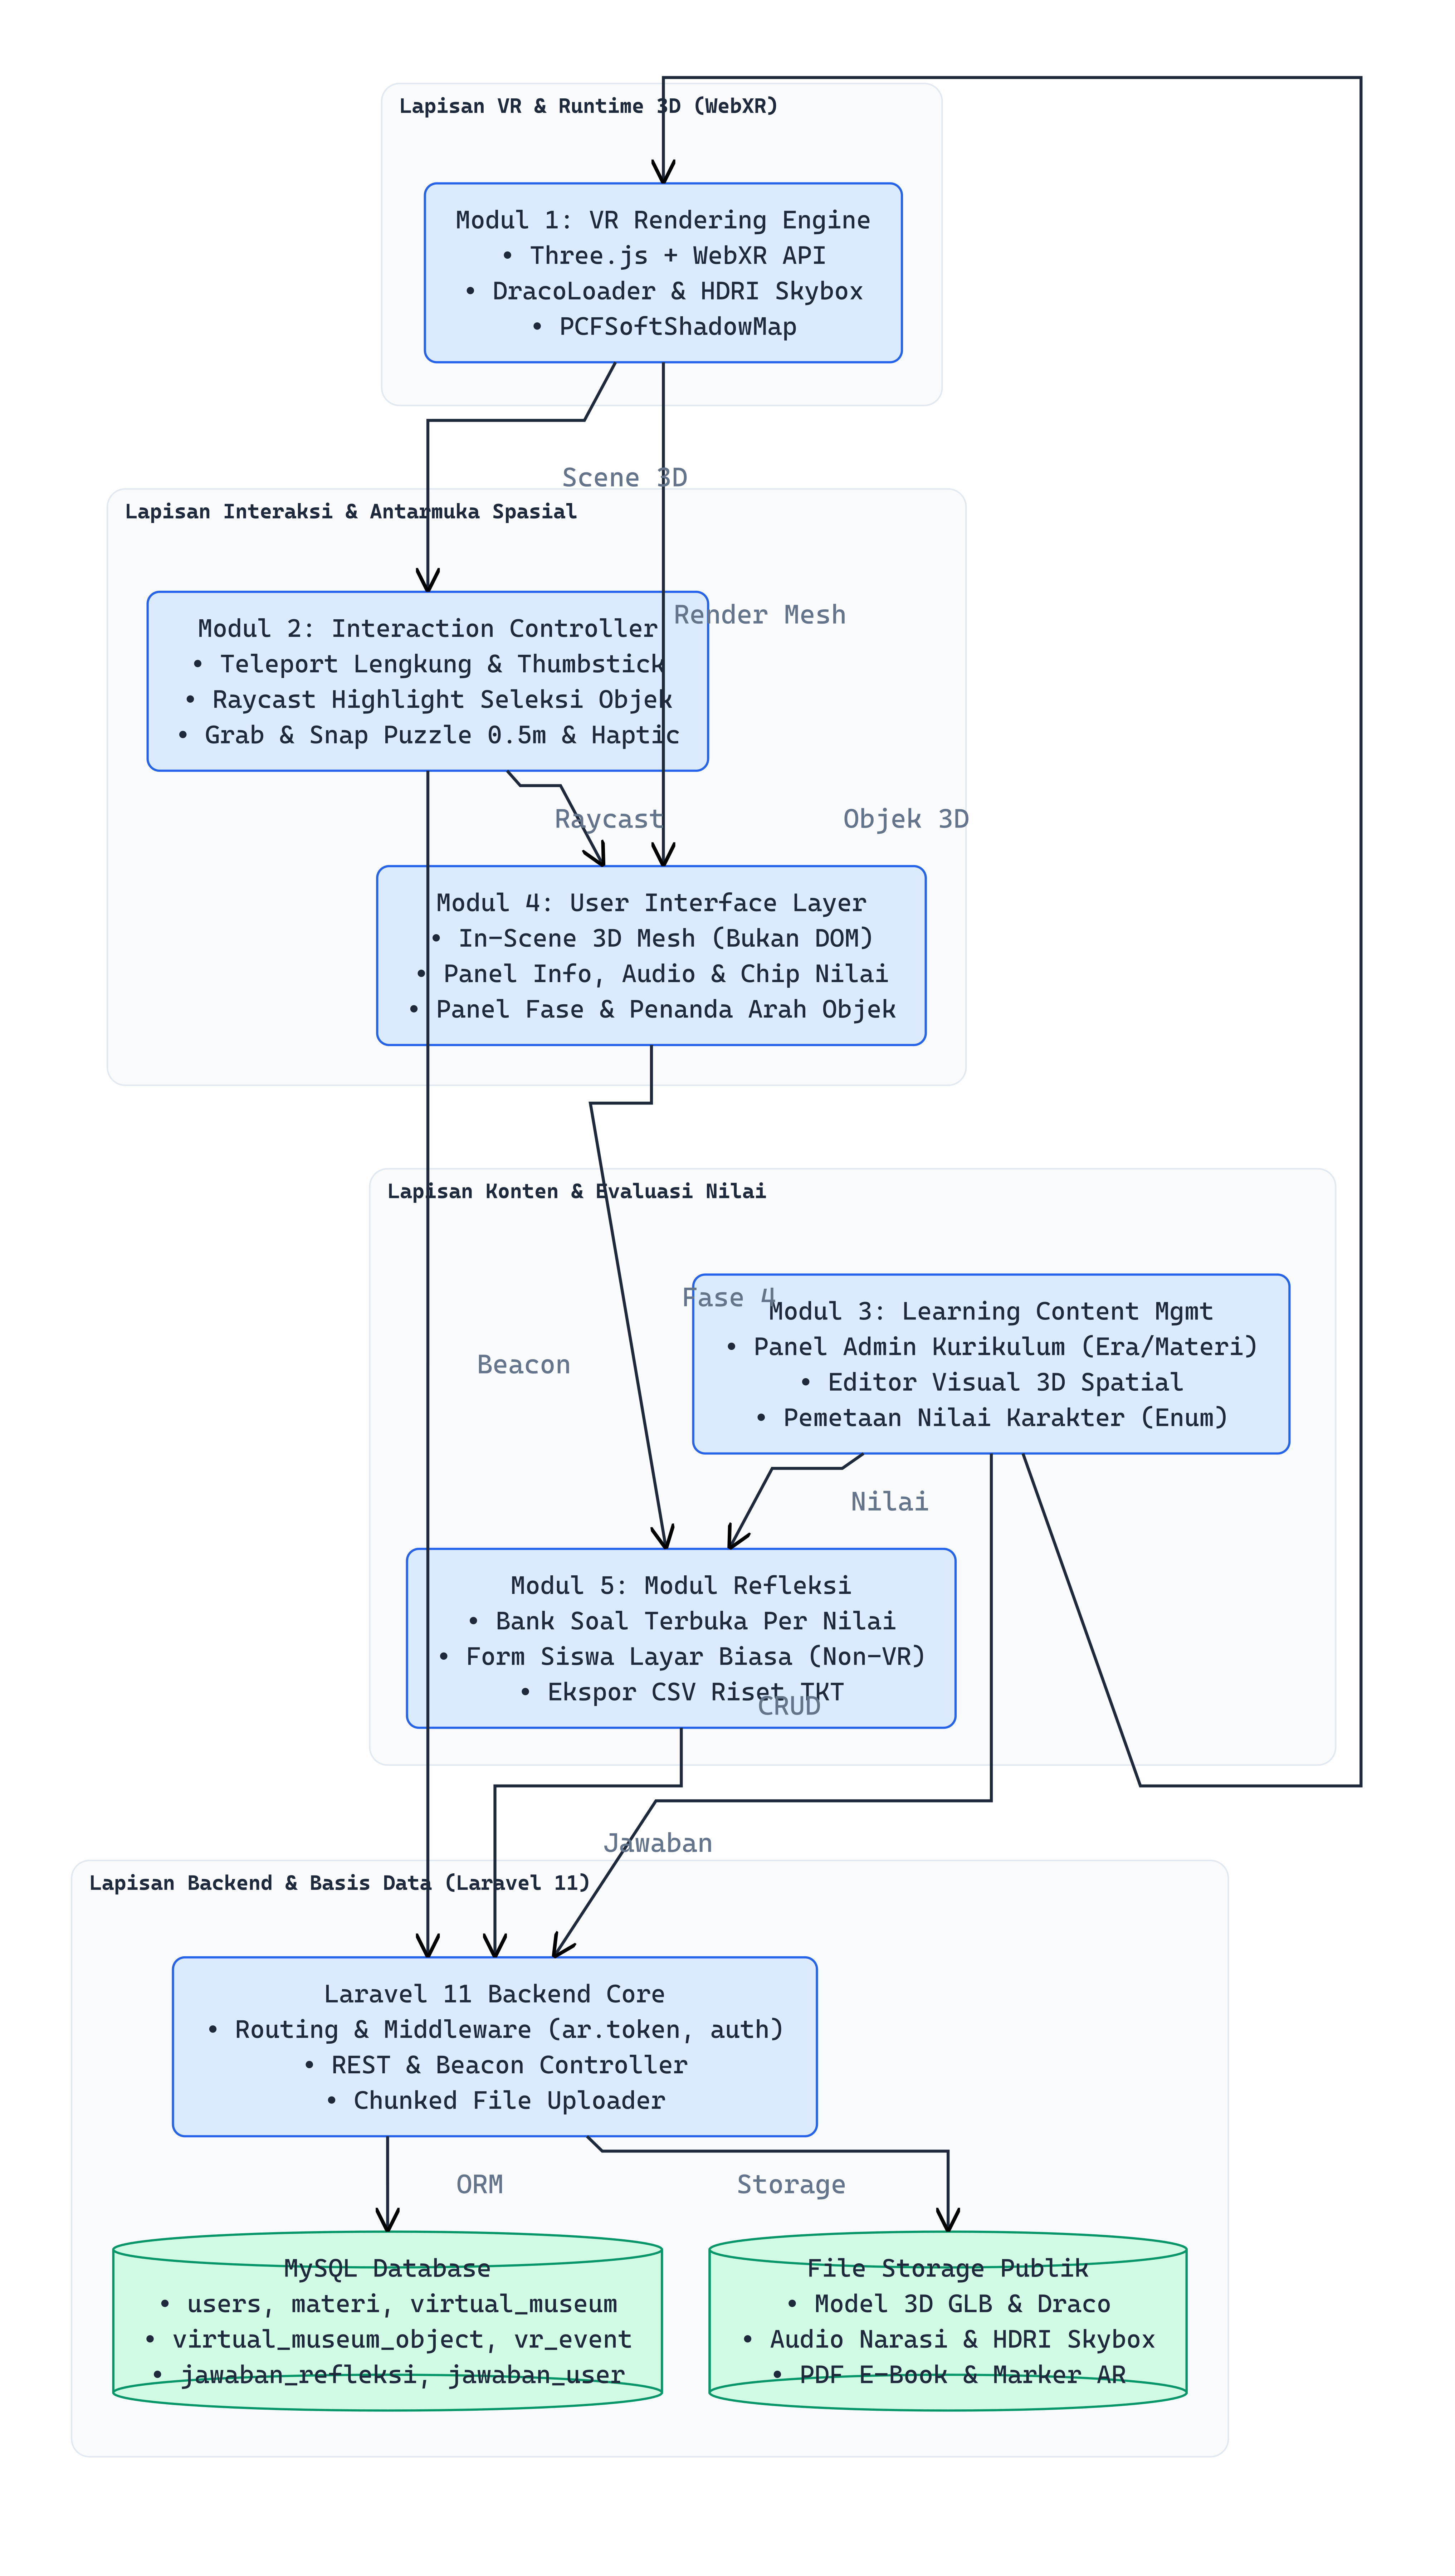 Lapisan VR & Runtime 3D (WebXR)
Modul 1: VR Rendering Engine
• Three.js + WebXR API
• DracoLoader & HDRI Skybox
• PCFSoftShadowMap
Scene 3D
Lapisan Interaksi & Antarmuka Spasial
Render Mesh
Modul 2: Interaction Controller
• Teleport Lengkung & Thumbstick
• Raycast Highlight Seleksi Objek
• Grab & Snap Puzzle 0.5m & Haptic
Raycast
Objek 3D
Modul 4: User Interface Layer
• In-Scene 3D Mesh (Bukan DOM)
• Panel Info, Audio & Chip Nilai
• Panel Fase & Penanda Arah Objek
Lapisan Konten & Evaluasi Nilai
Fase 4
Modul 3: Learning Content Mgmt
• Panel Admin Kurikulum (Era/Materi)
• Editor Visual 3D Spatial
• Pemetaan Nilai Karakter (Enum)
Beacon
Nilai
Modul 5: Modul Refleksi
• Bank Soal Terbuka Per Nilai
• Form Siswa Layar Biasa (Non-VR)
• Ekspor CSV Riset TKT
CRUD
Jawaban
Lapisan Backend & Basis Data (Laravel 11)
Laravel 11 Backend Core
• Routing & Middleware (ar.token, auth)
• REST & Beacon Controller
• Chunked File Uploader
ORM
Storage
MySQL Database
• users, materi, virtual_museum
• virtual_museum_object, vr_event
• jawaban_refleksi, jawaban_user
File Storage Publik
• Model 3D GLB & Draco
• Audio Narasi & HDRI Skybox
• PDF E-Book & Marker AR